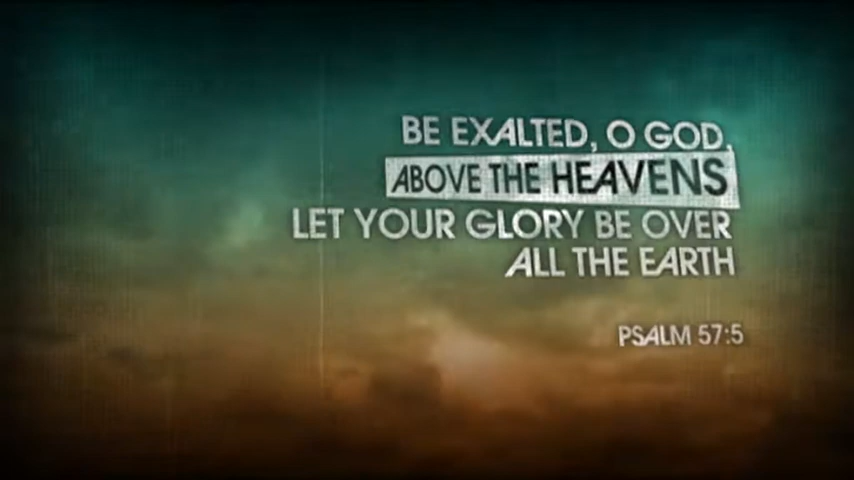 BE EXALTED, O GOD,
ABOVE THE HEAVENS
LET YOUR GLORY BE OVER
ALL THE EARTH
PSALM 57:5